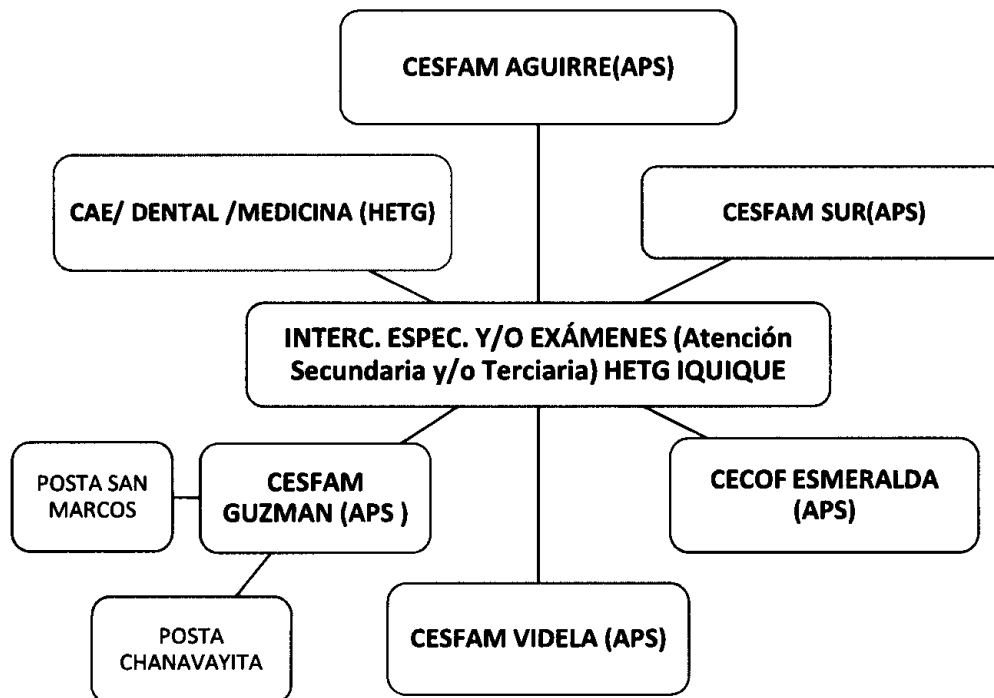 CESFAM AGUIRRE(APS)
CAE/ DENTAL /MEDICINA (HETG)
CESFAM SUR(APS)
INTERC. ESPEC. Y/O EXÁMENES (Atención
Secundaria y/o Terciaria) HETG IQUIQUE
POSTA SAN
MARCOS
CESFAM
GUZMAN (APS )
CECOF ESMERALDA
(APS)
POSTA
CHANAVAYITA
CESFAM VIDELA (APS)